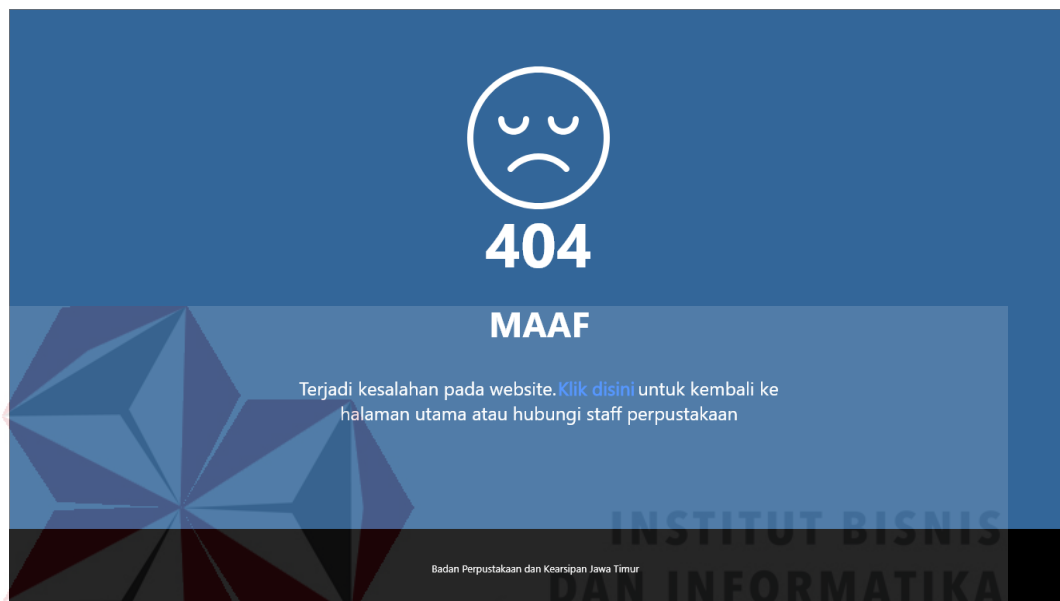 404
MAAF
Terjadi kesalahan pada website. Klik disini untuk kembali ke
halaman utama atau hubungi staff perpustakaan
INSTITUT BISNIS
Badan Perpustakaan dan Kearsipan Jawa Timur
DAN INFORMATIKA